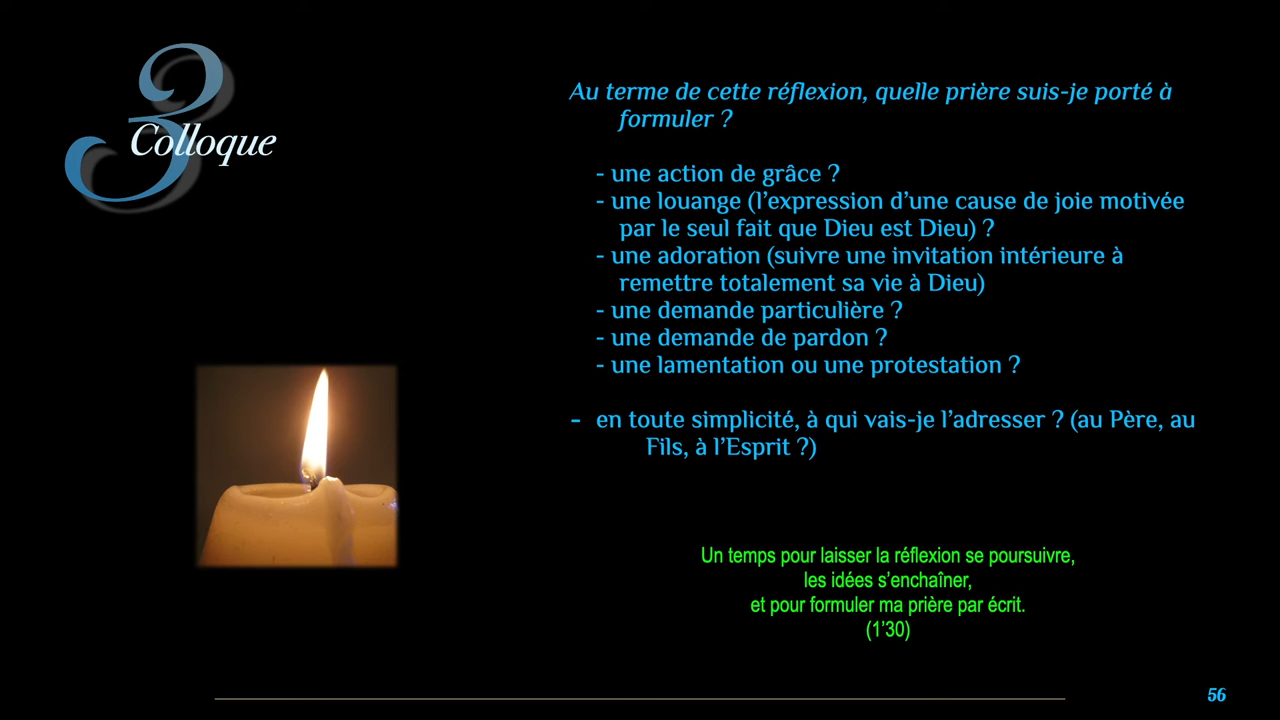 3
Colloque
Au terme de cette réflexion, quelle prière suis-je porté à
formuler ?
- une action de grâce ?
- une louange (l’expression d’une cause de joie motivée
par le seul fait que Dieu est Dieu) ?
- une adoration (suivre une invitation intérieure à
remettre totalement sa vie à Dieu)
- une demande particulière ?
- une demande de pardon ?
- une lamentation ou une protestation ?
- en toute simplicité, à qui vais-je l’adresser ? (au Père, au
Fils, à l’Esprit ?)
Un temps pour laisser la réflexion se poursuivre,
les idées s’enchaîner,
et pour formuler ma prière par écrit.
(1’30)
56